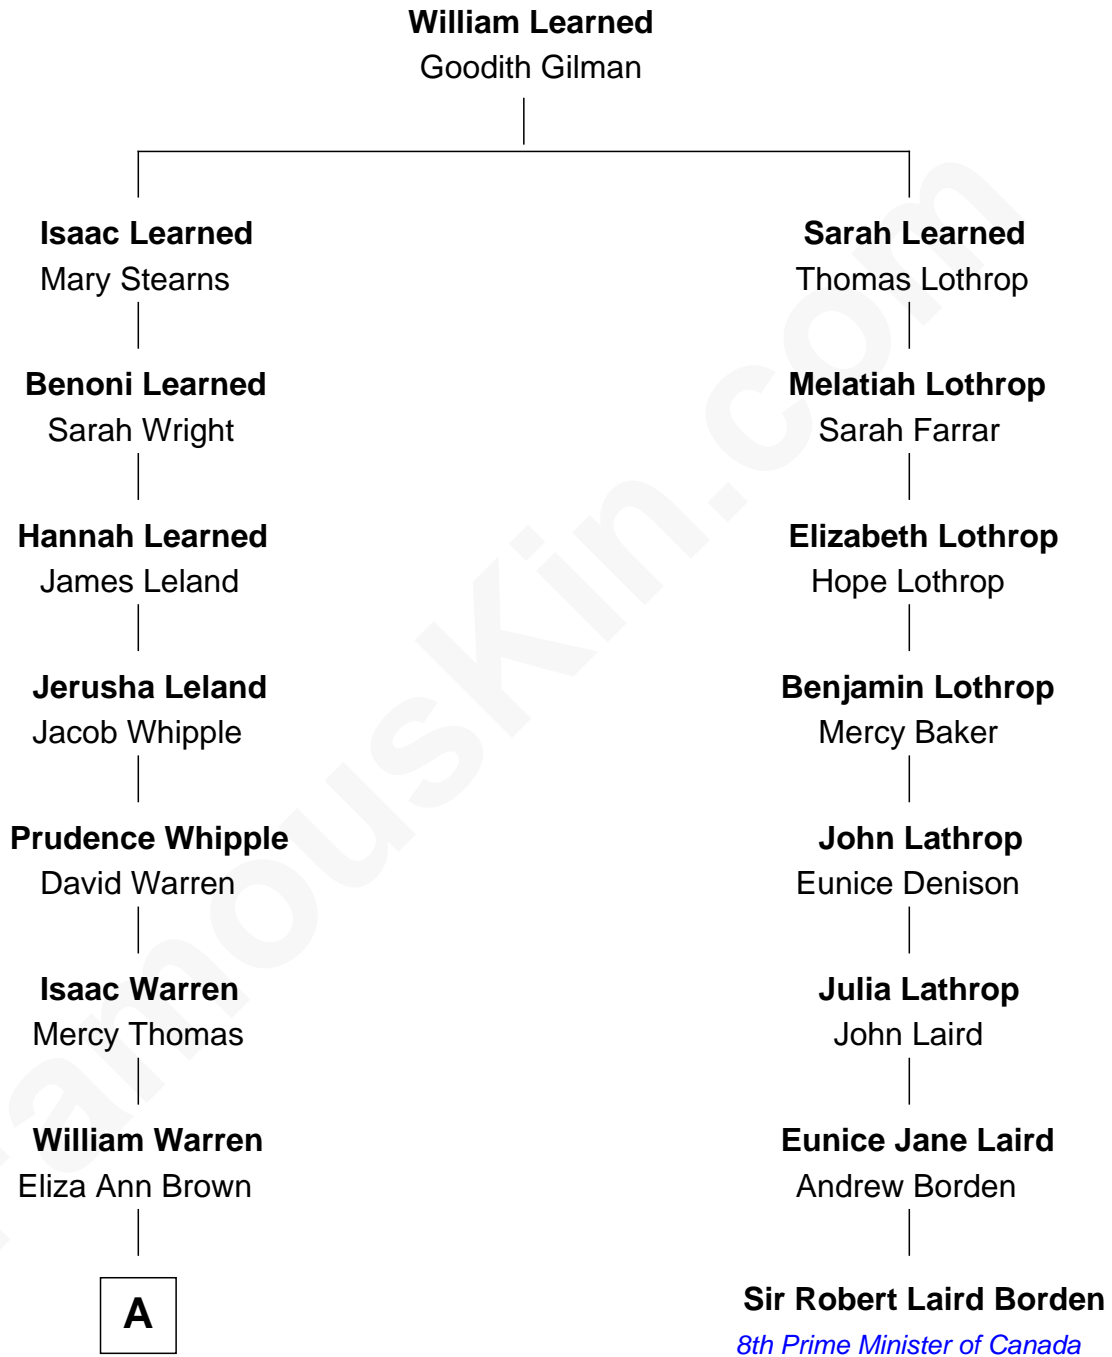 William Learned
Goodith Gilman
Isaac Learned
Mary Stearns
Sarah Learned
Thomas Lothrop
Benoni Learned
Sarah Wright
Melatiah Lothrop
Sarah Farrar
Hannah Learned
James Leland
Elizabeth Lothrop
Hope Lothrop
Jerusha Leland
Jacob Whipple
Benjamin Lothrop
Mercy Baker
Prudence Whipple
David Warren
John Lathrop
Eunice Denison
Isaac Warren
Mercy Thomas
Julia Lathrop
John Laird
William Warren
Eliza Ann Brown
Eunice Jane Laird
Andrew Borden
A
Sir Robert Laird Borden
8th Prime Minister of Canada
FamousKin.com